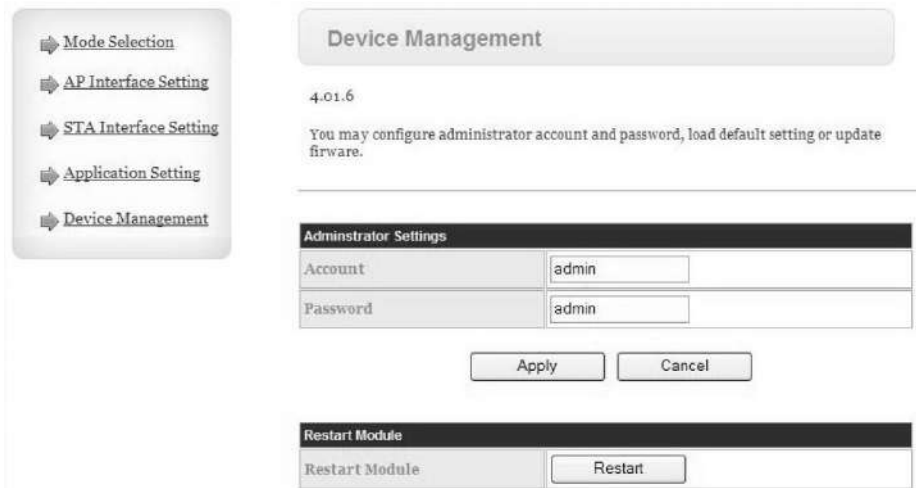 Mode Selection
AP Interface Setting
STA Interface Setting
Application Setting
Device Management
Device Management
4.01.6
You may configure administrator account and password, load default setting or update
firware.
Adminstrator Settings
Account admin
Password admin
Apply Cancel
Restart Module
Restart Module Restart